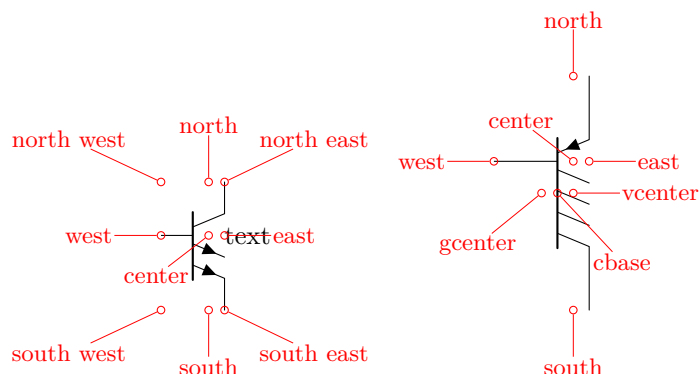 north
north
center
north west
north east
west
east
vcenter
west
text
east
gcenter
cbase
center
south west
south east
south
south